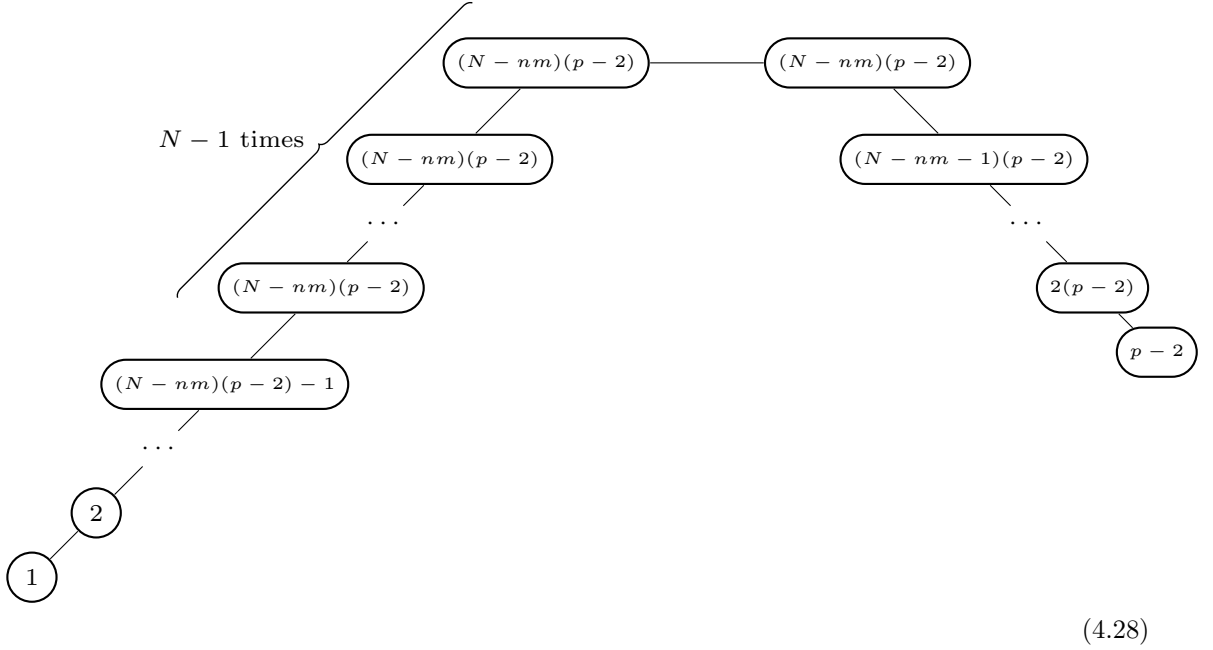 (N − nm)(p − 2) (N − nm)(p − 2)
N − 1 times
(N − nm)(p − 2) (N − nm − 1)(p − 2)
... ...
(N − nm)(p − 2) 2(p − 2)
p − 2
(N − nm)(p − 2) − 1
...
2
1
(4.28)